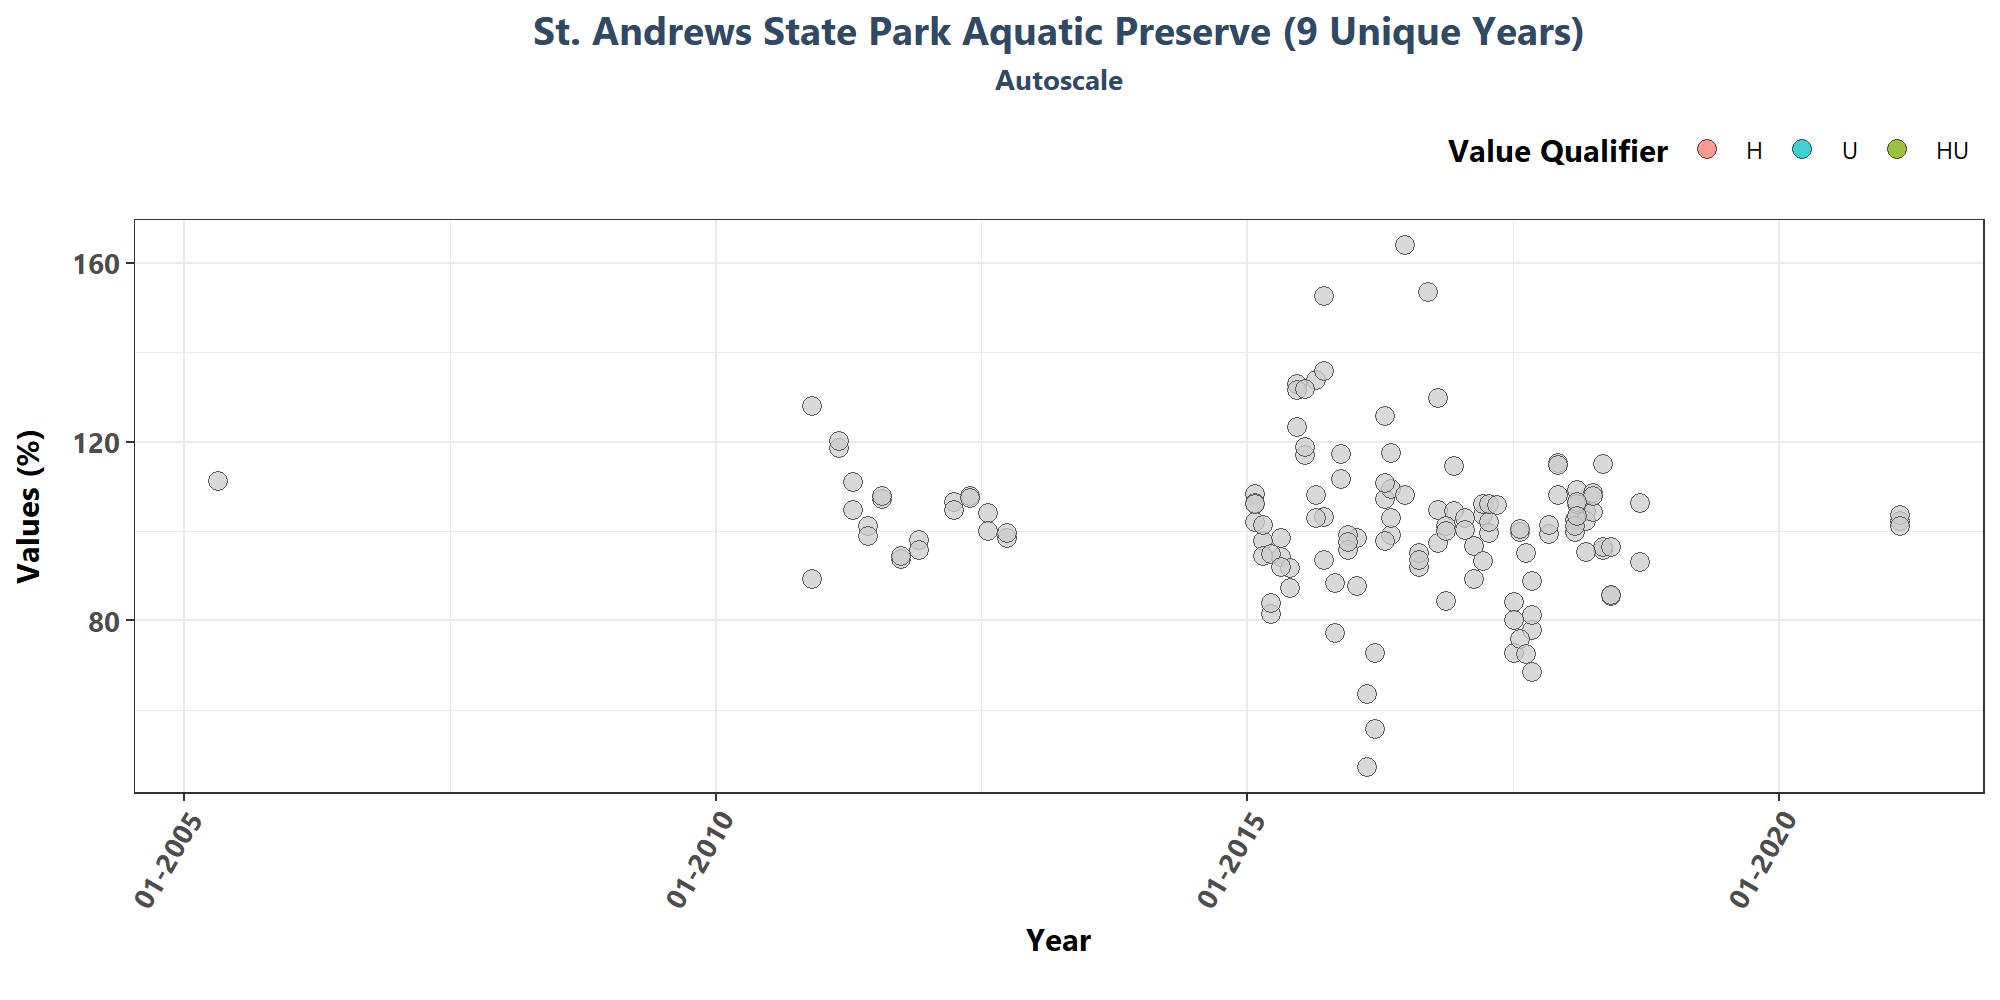 St. Andrews State Park Aquatic Preserve (9 Unique Years)
Autoscale
Value Qualifier H U HU
160
120
80
Values (%)
01-2005 01-2010 01-2015 01-2020
Year